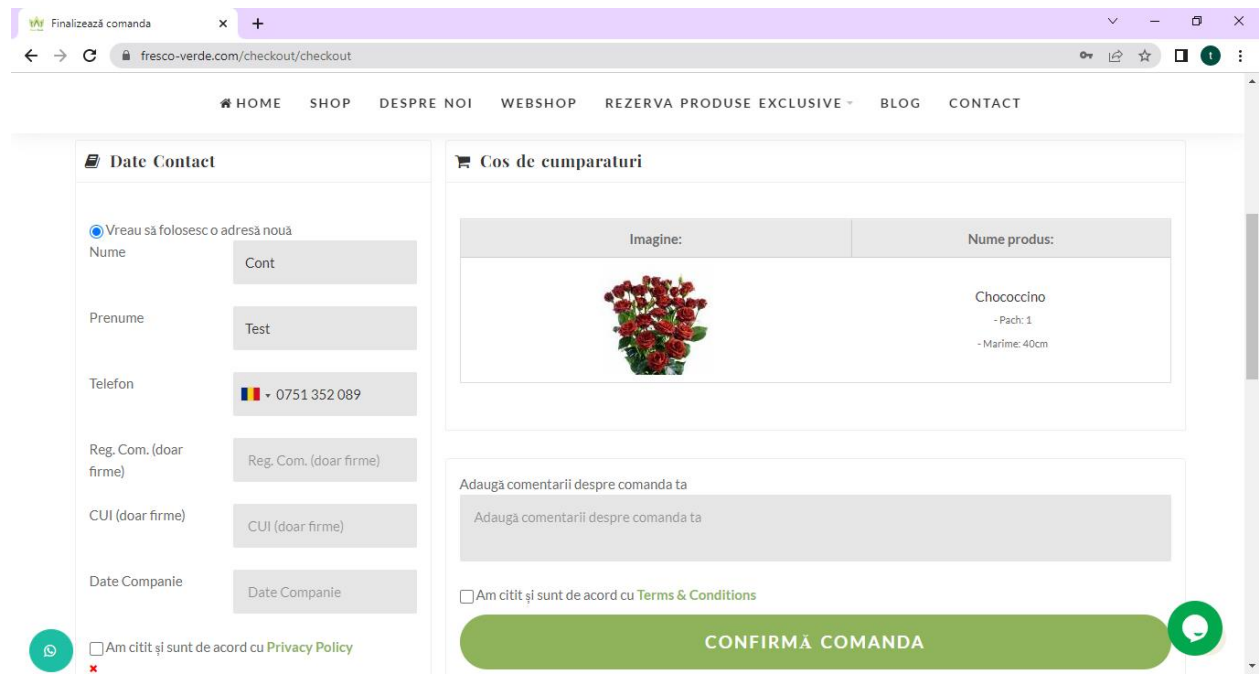 Finalizează comanda
fresco-verde.com/checkout/checkout
t
HOME SHOP DESPRE NOI WEBSHOP REZERVA PRODUSE EXCLUSIVE BLOG CONTACT
Date Contact
Vreau să folosesc o adresă nouă
Nume
Cont
Prenume
Test
Telefon
0751 352 089
Reg. Com. (doar
firme)
Reg. Com. (doar firme)
CUI (doar firme)
CUI (doar firme)
Date Companie
Date Companie
Am citit și sunt de acord cu Privacy Policy
Cos de cumparaturi
Imagine: Nume produs:
Chococcino
- Pach: 1
- Marime: 40cm
Adaugă comentarii despre comanda ta
Adaugă comentarii despre comanda ta
Am citit și sunt de acord cu Terms & Conditions
CONFIRMĂ COMANDA